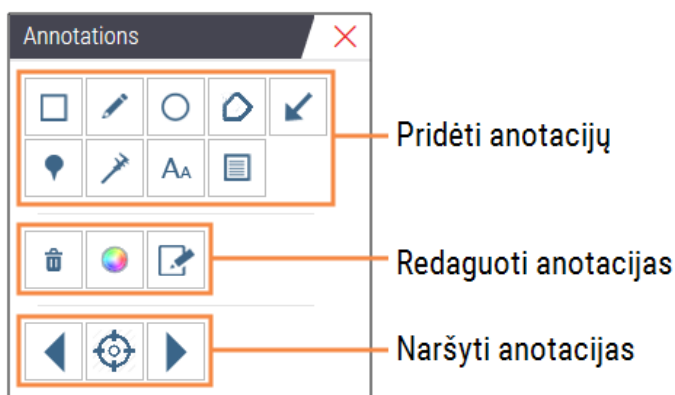 Annotations
Pridėti anotacijų
AA
Redaguoti anotacijas
Naršyti anotacijas